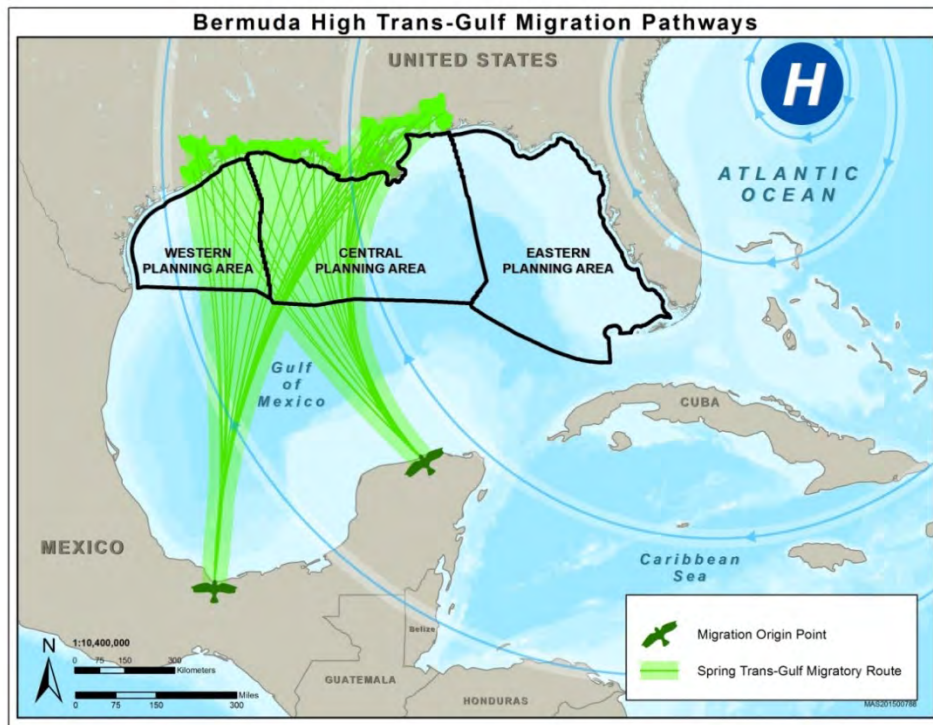 Bermuda High Trans-Gulf Migration Pathways
UNITED STATES
H
ATLANTIC
OCEAN
WESTERN
PLANNING AREA
CENTRAL
PLANNING AREA
EASTERN
PLANNING AREA
Gulf
of
Mexico
CUBA
MEXICO
Caribbean
Sea
Belize
GUATEMALA
HONDURAS
N
1:10,400,000
0 75 150 300
Kilometers
Miles
0 75 150 300
Migration Origin Point
Spring Trans-Gulf Migratory Route
MAS201500788